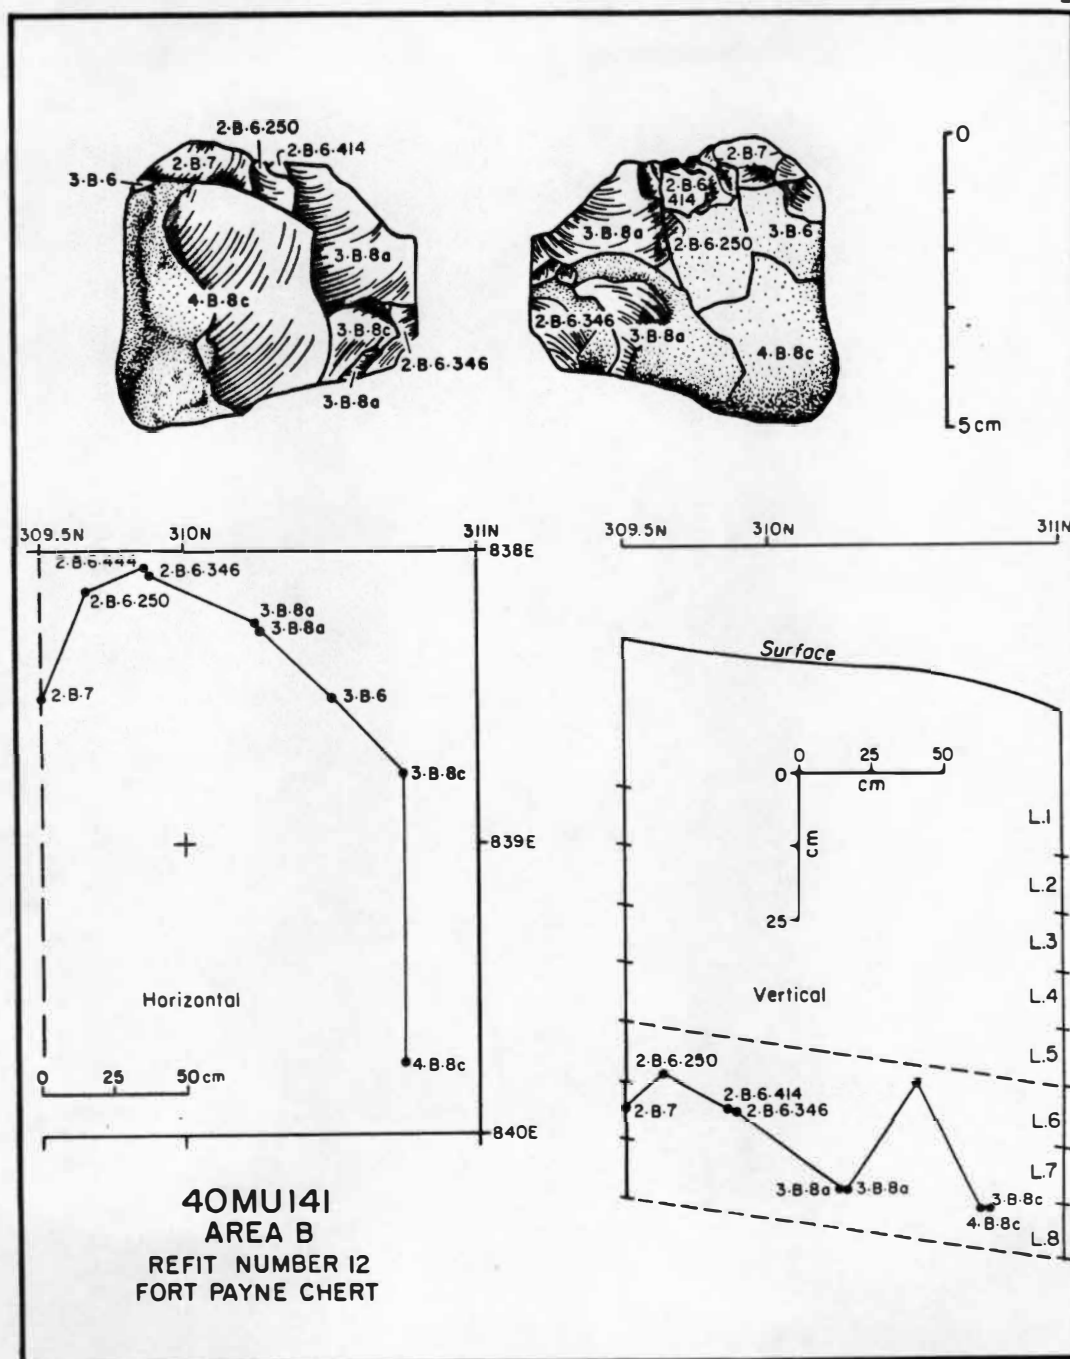 2·B·6·250
2·B·6·414
2·B·7
3·B·6
3·B·8a
4·B·8c
3·B·8c
2·B·6·346
3·B·8a
2·B·7
2·B·6
414
3·B·8a
2·B·6·250
3·B·6
2·B·6·346
3·B·8a
4·B·8c
0
5cm
309.5N
310N
311N
838E
2·B·6·444
2·B·6·346
2·B·6·250
3·B·8a
3·B·8a
2·B·7
3·B·6
3·B·8c
839E
Horizontal
4·B·8c
0 25 50cm
840E
309.5N
310N
311N
Surface
0 25 50
cm
0
cm
25
L.1
L.2
L.3
L.4
Vertical
L.5
2·B·6·250
2·B·6·414
2·B·7
2·B·6·346
L.6
L.7
3·B·8a
3·B·8a
3·B·8c
4·B·8c
L.8
40MU141
AREA B
REFIT NUMBER 12
FORT PAYNE CHERT